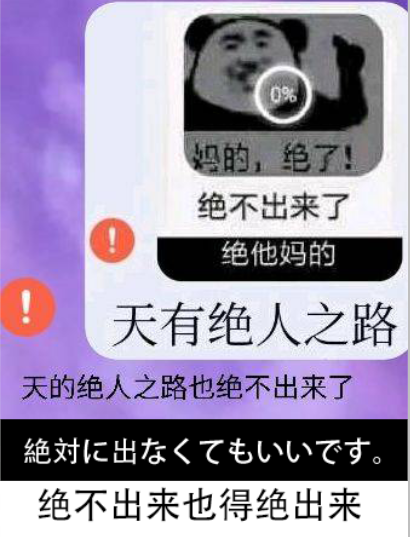 0%
妈的，绝了！
绝不出来了
!
绝他妈的
!
天有绝人之路
天的绝人之路也绝不出来了
絶対に出なくてもいいです。
绝不出来也得绝出来